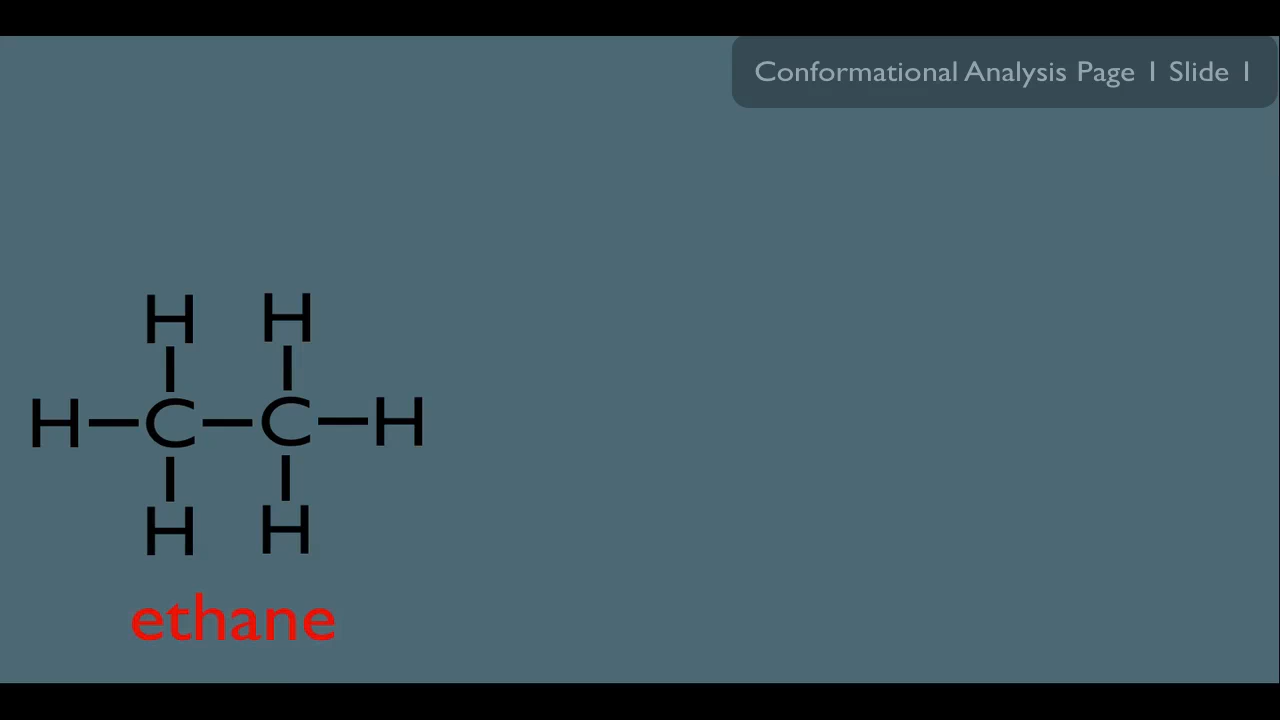 Conformational Analysis Page 1 Slide 1
H H
H C C H
H H
ethane